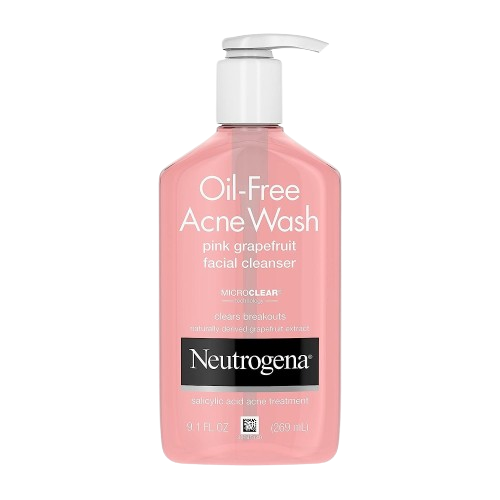 Oil-Free
Acne Wash
pink grapefruit
facial cleanser
MICROCLEAR®
technology
clears breakouts
naturally derived grapefruit extract
Neutrogena®
salicylic acid acne treatment
9.1 FL OZ (269 mL)